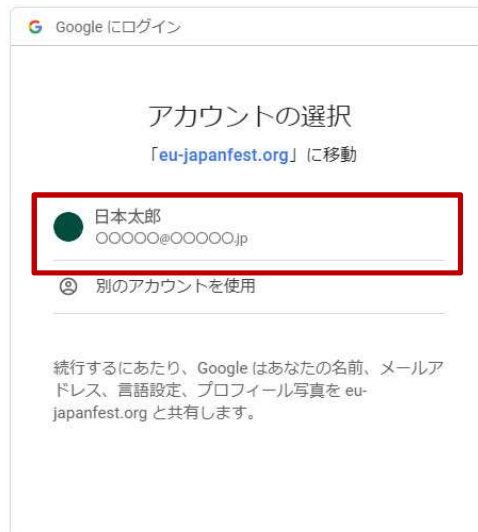 Google にログイン
アカウントの選択
「eu-japanfest.org」に移動
日本太郎
○○○○○@○○○○○.jp
別のアカウントを使用
続行するにあたり、Google はあなたの名前、メールア
ドレス、言語設定、プロフィール写真を eu-
japanfest.org と共有します。